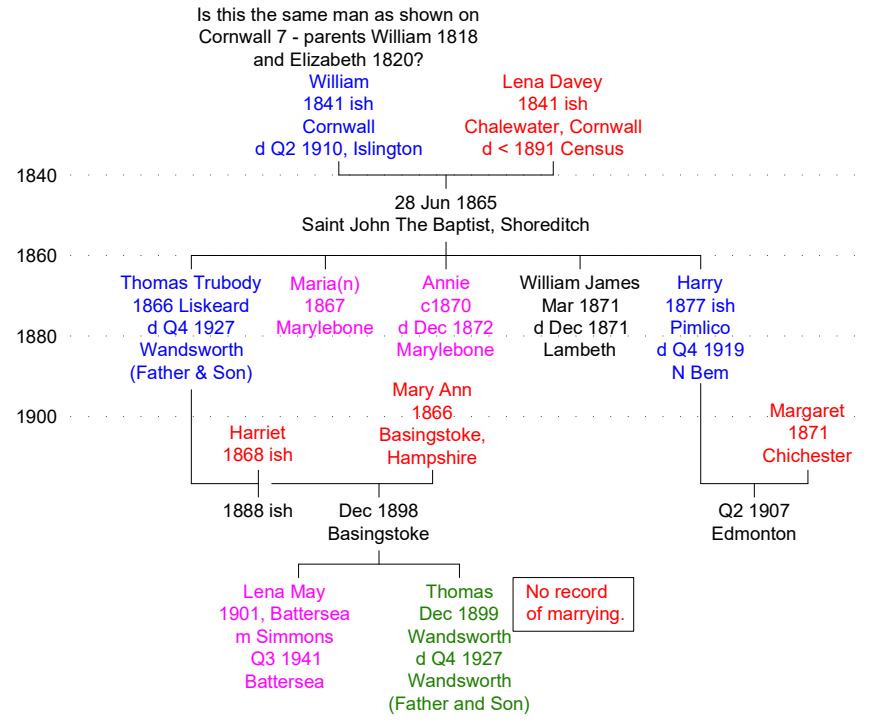 Is this the same man as shown on
Cornwall 7 - parents William 1818
and Elizabeth 1820?
William
1841 ish
Cornwall
d Q2 1910, Islington
Lena Davey
1841 ish
Chalewater, Cornwall
d < 1891 Census
1840
28 Jun 1865
Saint John The Baptist, Shoreditch
1860
Thomas Trubody
1866 Liskeard
d Q4 1927
Wandsworth
(Father & Son)
Maria(n)
1867
Marylebone
Annie
c1870
d Dec 1872
Marylebone
William James
Mar 1871
d Dec 1871
Lambeth
Harry
1877 ish
Pimlico
d Q4 1919
N Bem
1880
1900
Harriet
1868 ish
Mary Ann
1866
Basingstoke,
Hampshire
Margaret
1871
Chichester
1888 ish
Dec 1898
Basingstoke
Q2 1907
Edmonton
Lena May
1901, Battersea
m Simmons
Q3 1941
Battersea
Thomas
Dec 1899
Wandsworth
d Q4 1927
Wandsworth
(Father and Son)
No record
of marrying.